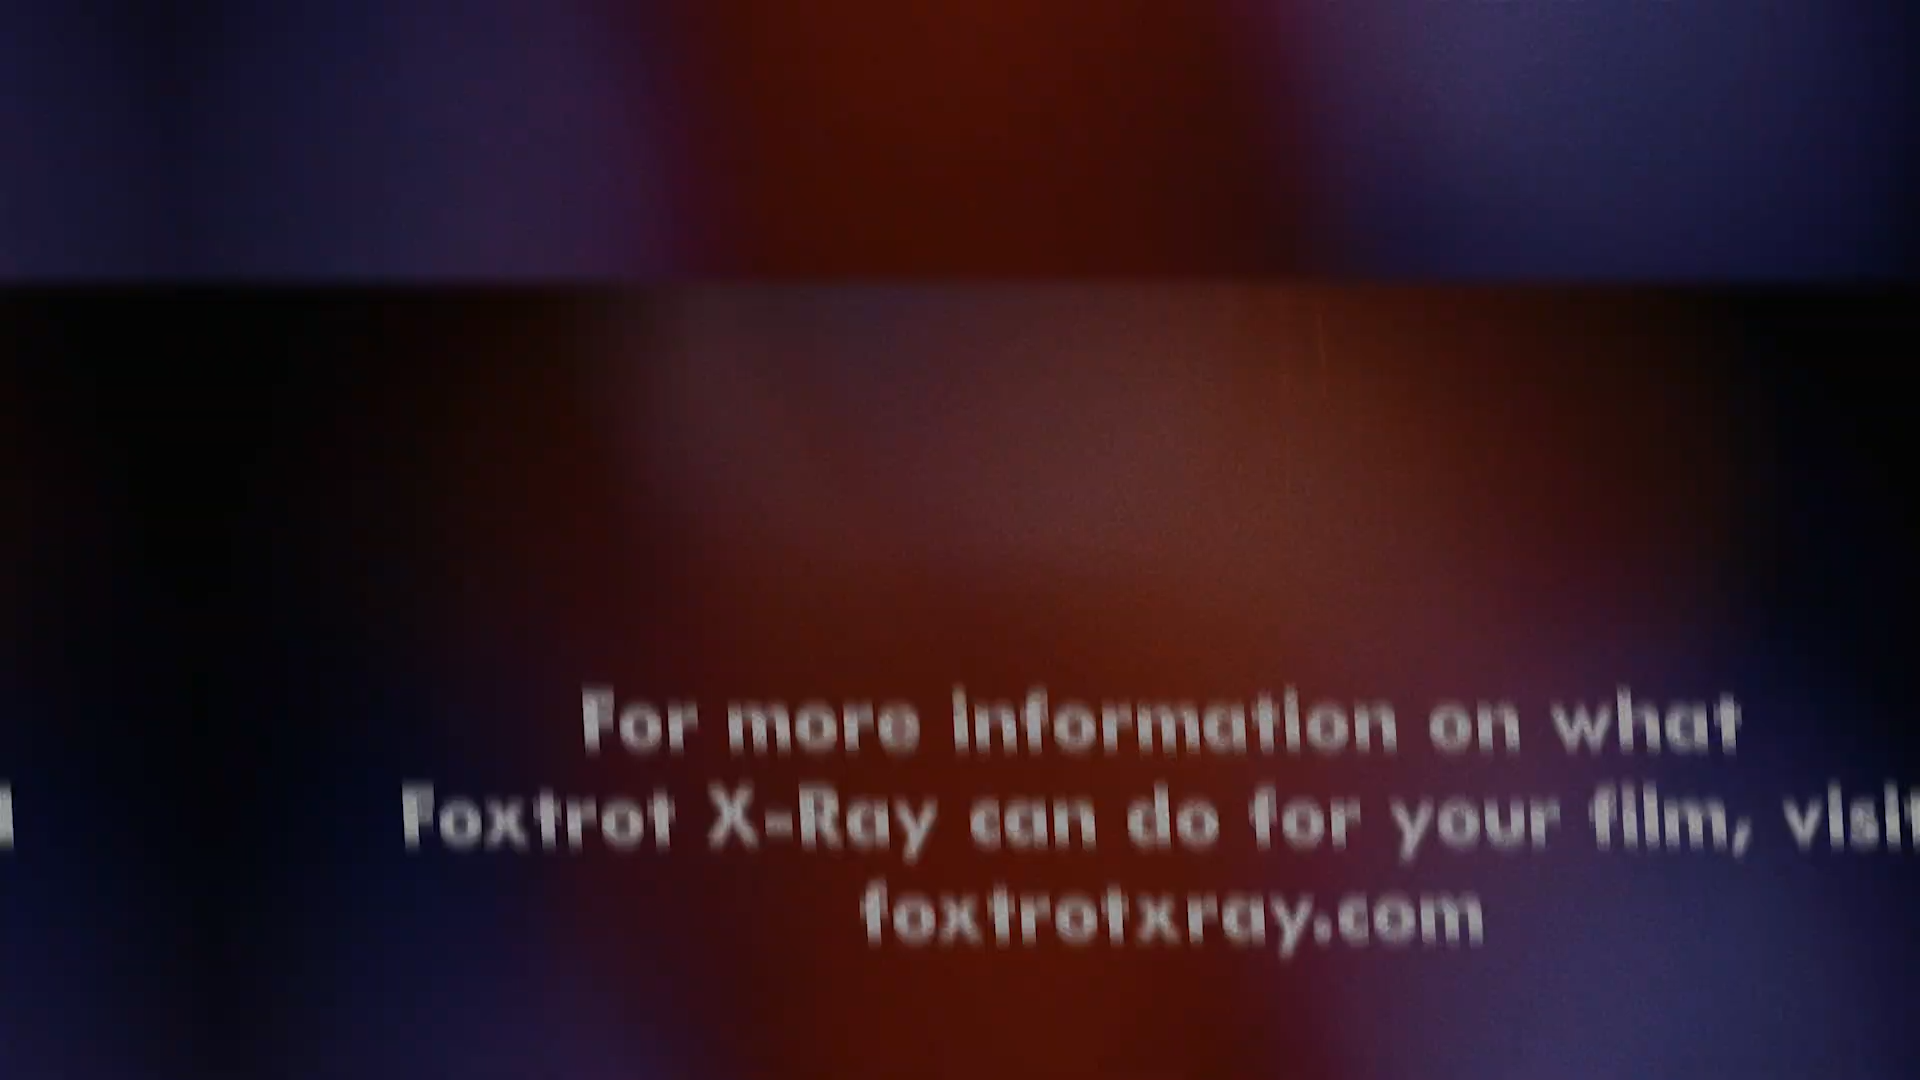 For more information on what
Foxtrot X-Ray can do for your film, visit
foxtrotxray.com